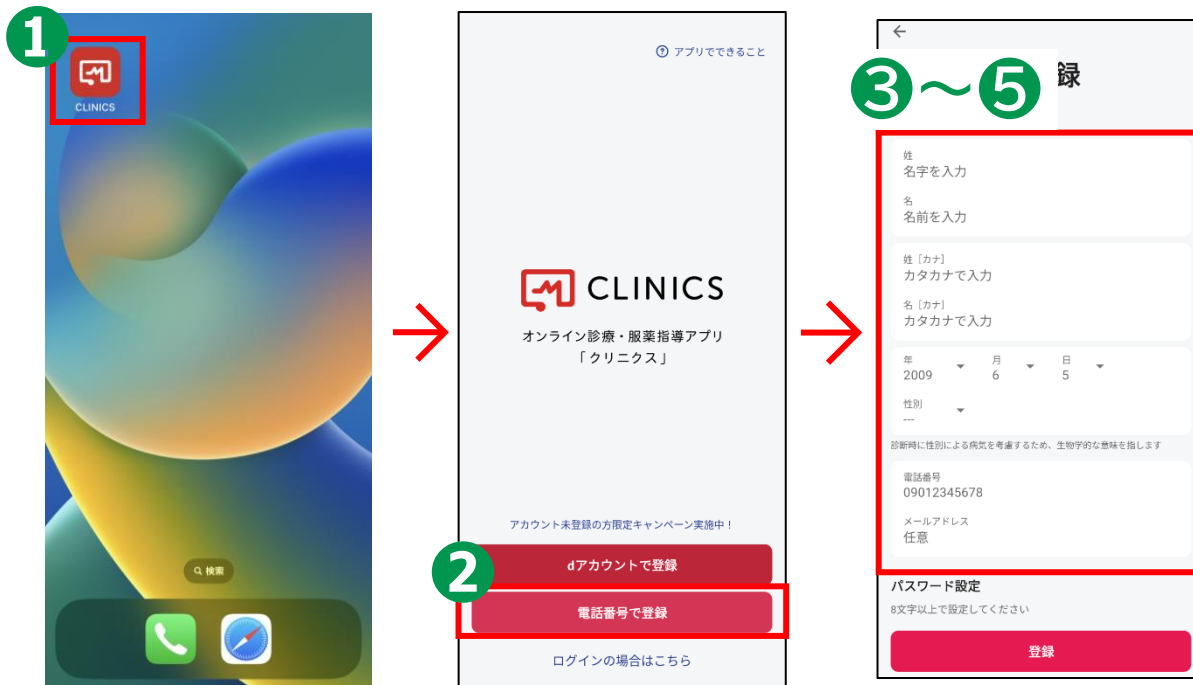 1
CLINICS
検索
アプリでできること
CLINICS
オンライン診療・服薬指導アプリ
「クリニクス」
アカウント未登録の方限定キャンペーン実施中！
dアカウントで登録
2
電話番号で登録
ログインの場合はこちら
3～5
録
姓
名字を入力
名
名前を入力
姓［カナ］
カタカナで入力
名［カナ］
カタカナで入力
年 月 日
2009 6 5
性別
---
診断時に性別による病気を考慮するため、生物学的な意味を指します
電話番号
09012345678
メールアドレス
任意
パスワード設定
8文字以上で設定してください
登録